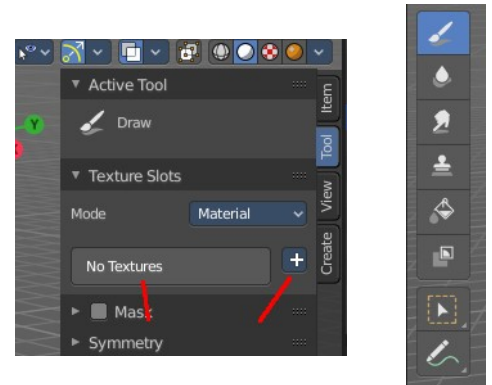 Active Tool
Draw
Texture Slots
Mode Material
No Textures
Mask
Symmetry
Item
Tool
View
Create
Y